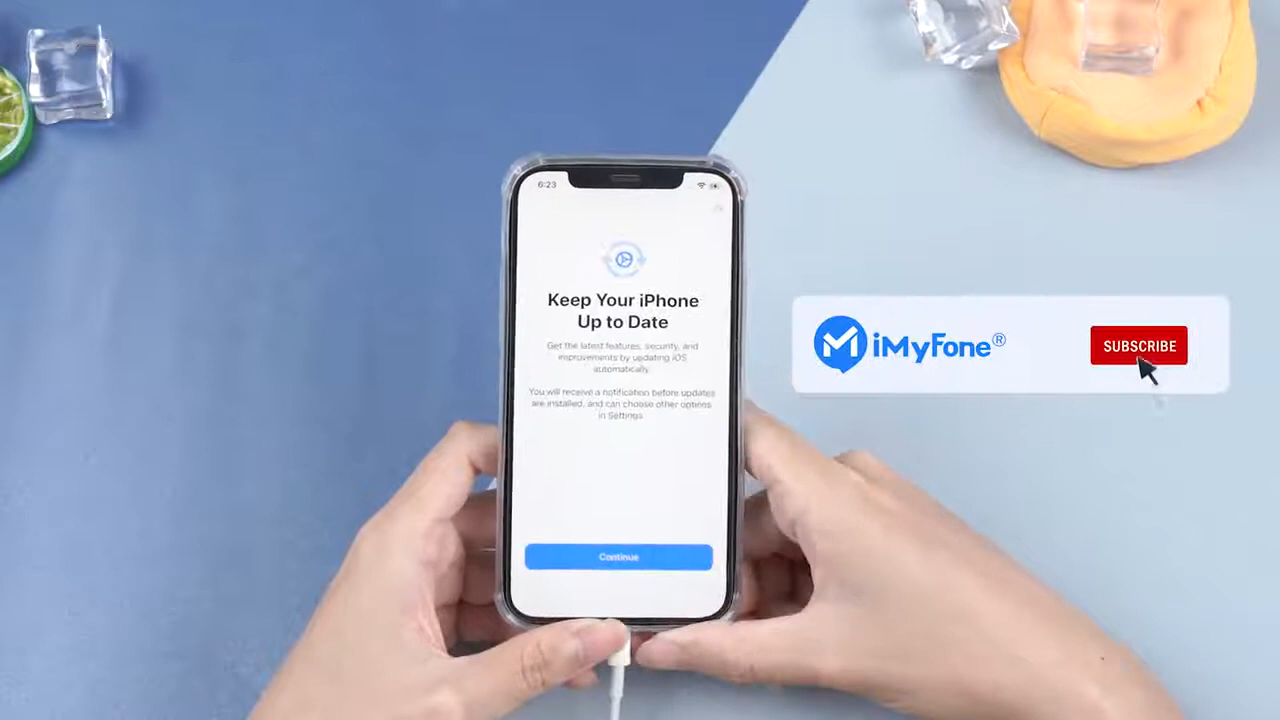 6:23
Keep Your iPhone
Up to Date
Get the latest features, security, and
improvements by updating iOS
automatically.
You will receive a notification before updates
are installed, and can choose other options
in Settings.
Continue
iMyFone®
SUBSCRIBE